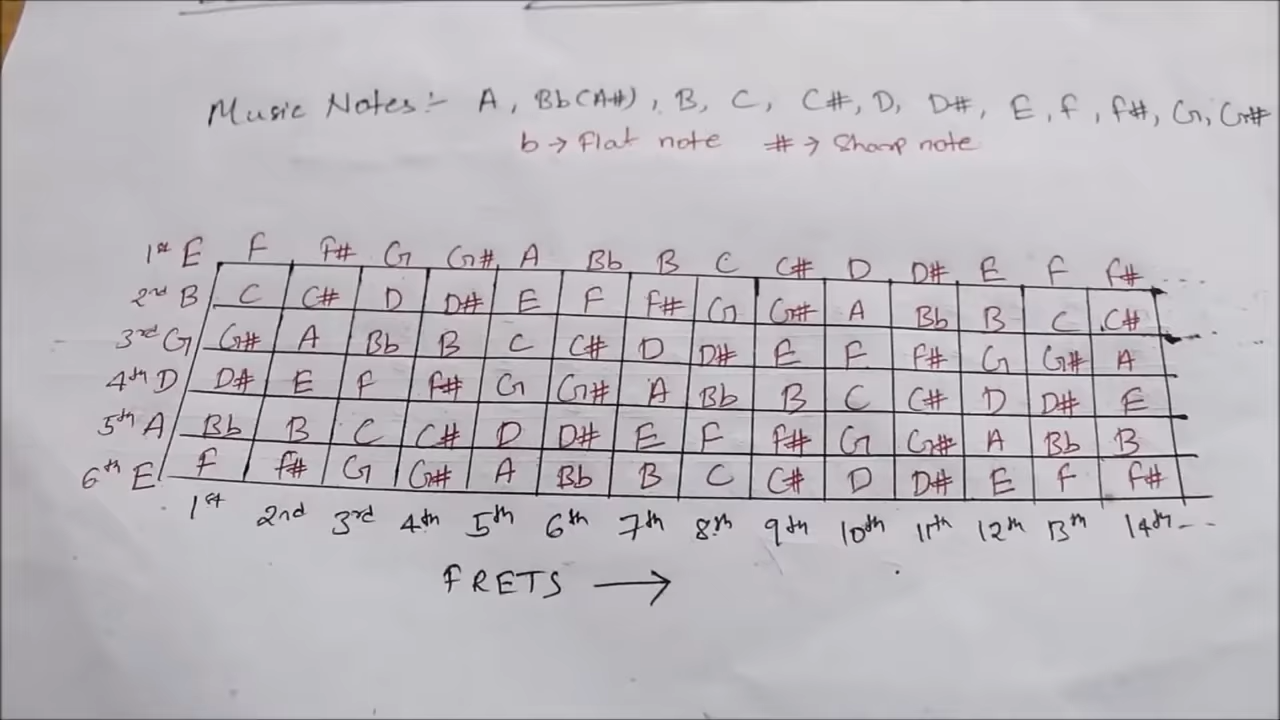 Music Notes:- A, Bb(A#), B, C, C#, D, D#, E, F, F#, G, G#
b → Flat note # → Sharp note
1st E F F# G G# A Bb B C C# D D# E F F# ...
2nd B C C# D D# E F F# G G# A Bb B C C#
3rd G G# A Bb B C C# D D# E F F# G G# A
4th D D# E F F# G G# A Bb B C C# D D# E
5th A Bb B C C# D D# E F F# G G# A Bb B
6th E F F# G G# A Bb B C C# D D# E F F#
1st 2nd 3rd 4th 5th 6th 7th 8th 9th 10th 11th 12th 13th 14th ...
FRETS →